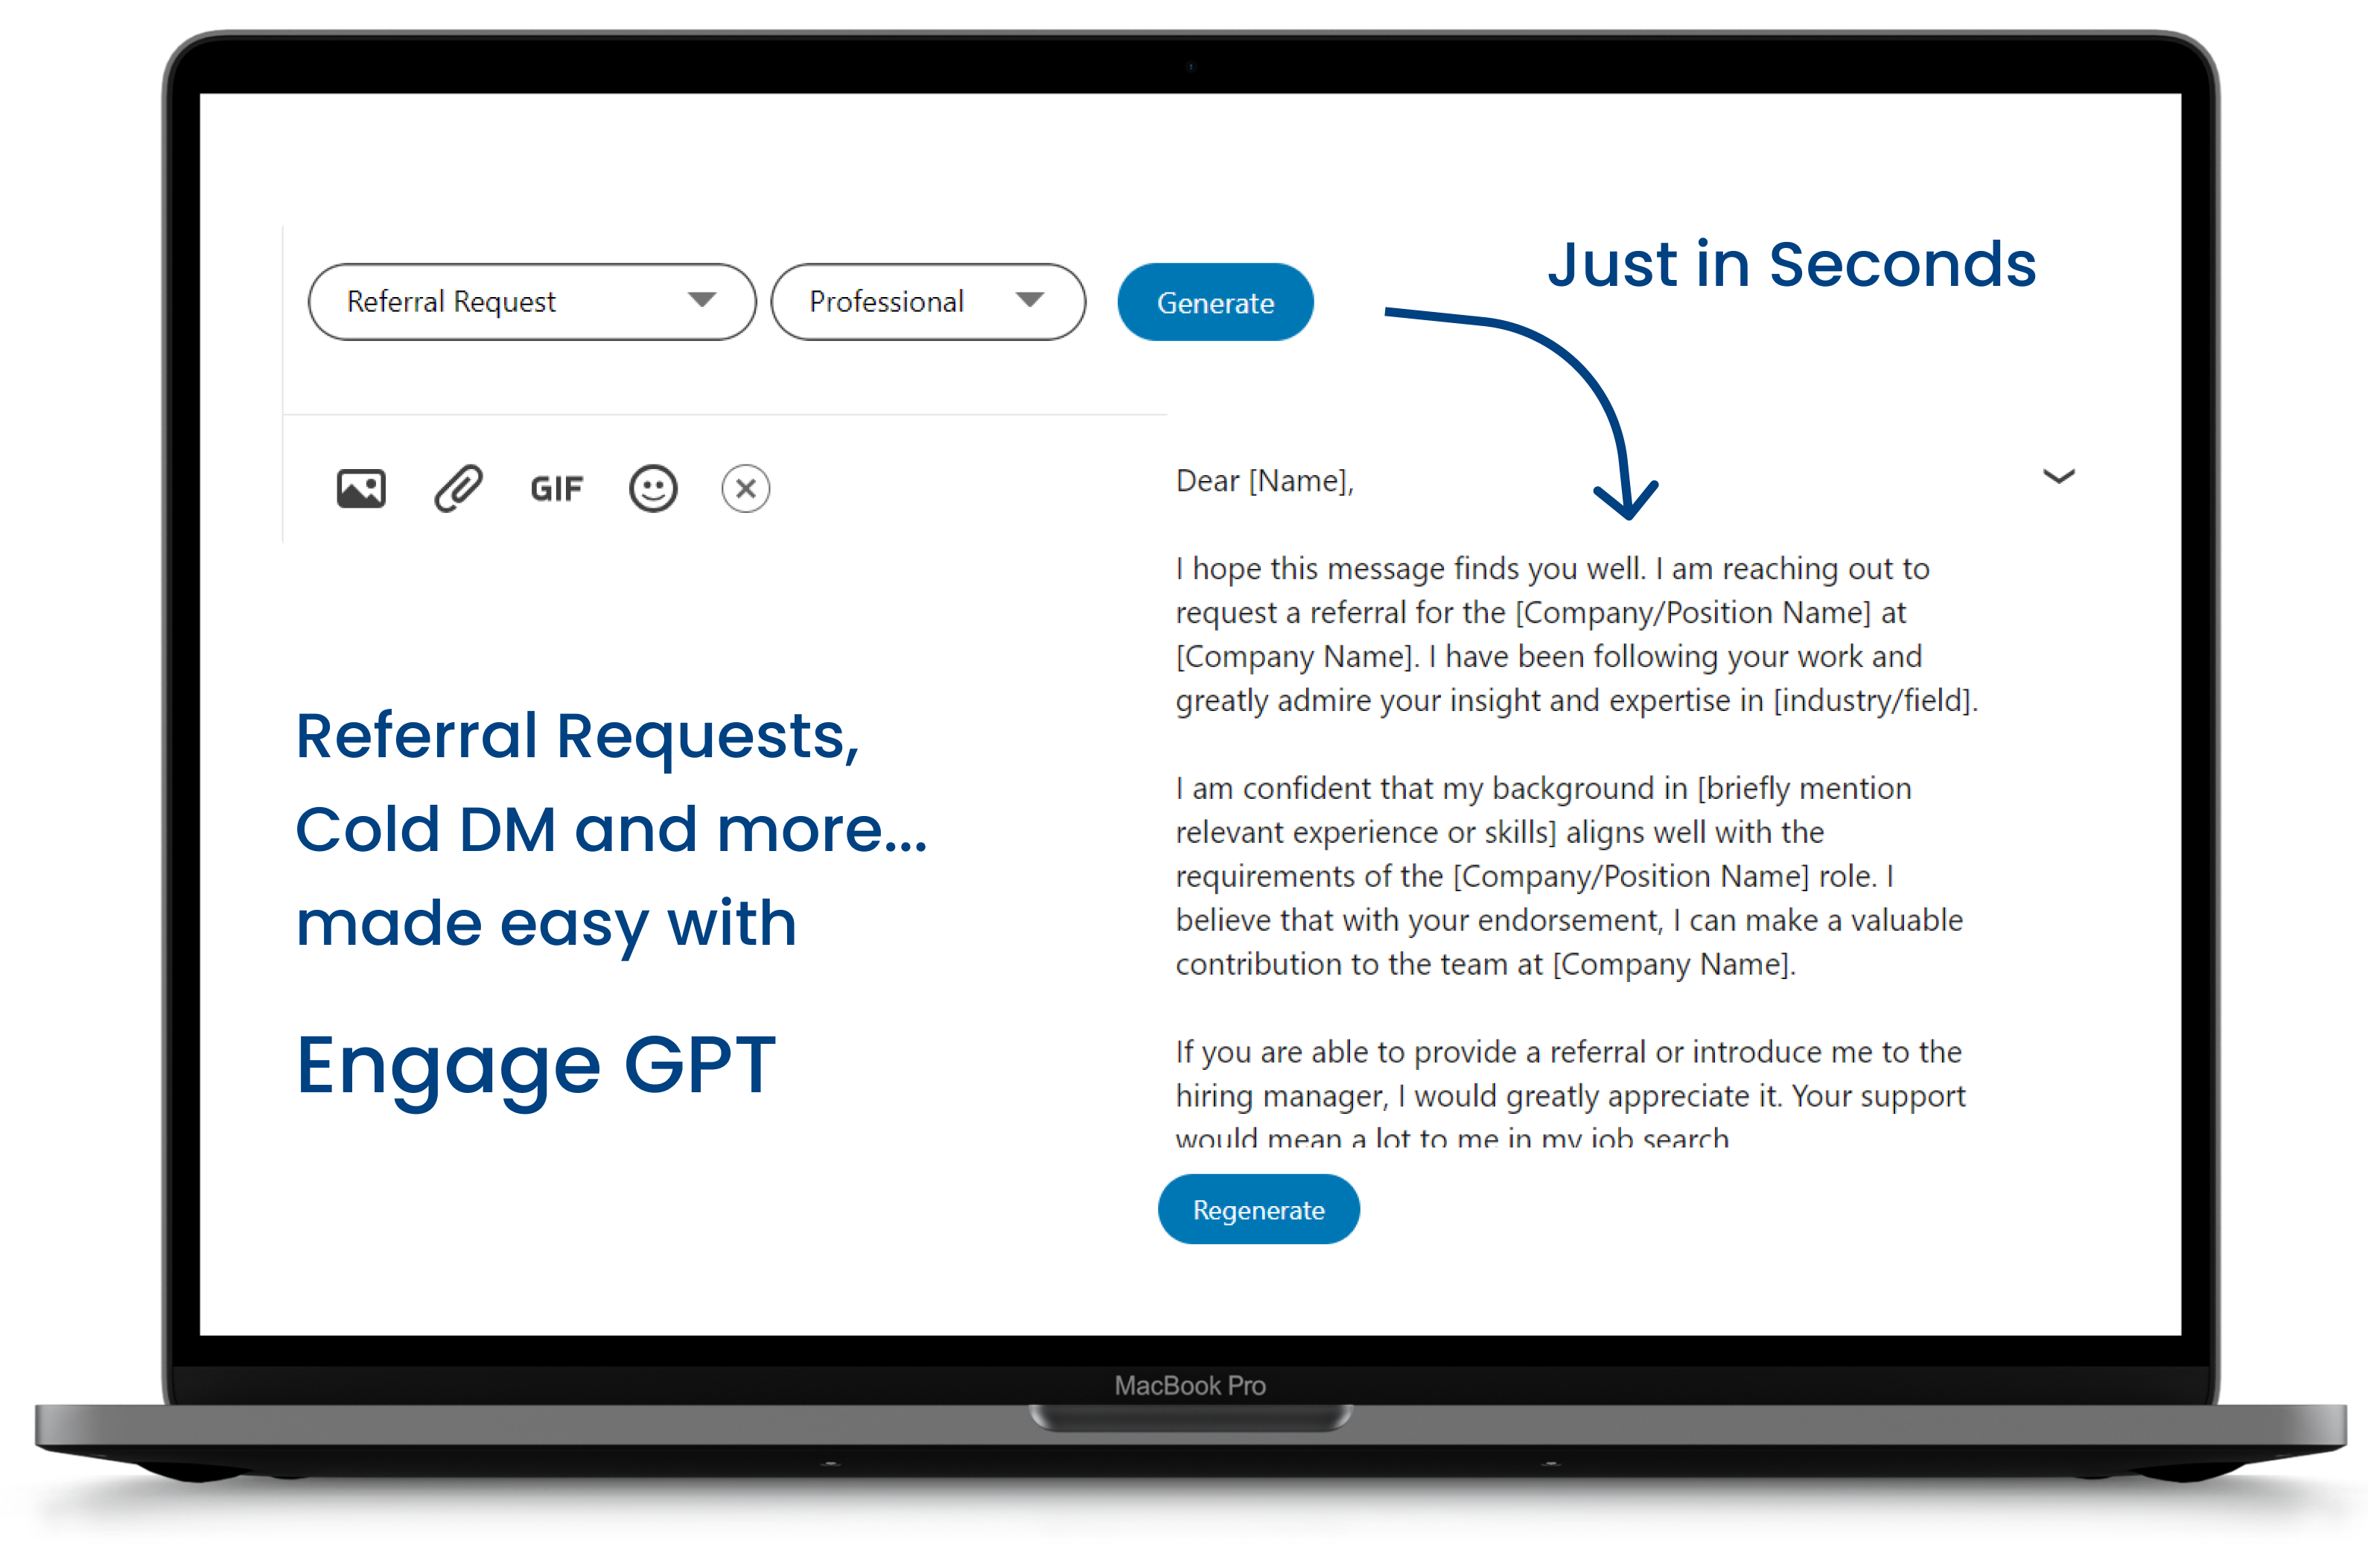 Referral Request
Professional
Generate
Just in Seconds
GIF
Dear [Name],
I hope this message finds you well. I am reaching out to
request a referral for the [Company/Position Name] at
[Company Name]. I have been following your work and
greatly admire your insight and expertise in [industry/field].
I am confident that my background in [briefly mention
relevant experience or skills] aligns well with the
requirements of the [Company/Position Name] role. I
believe that with your endorsement, I can make a valuable
contribution to the team at [Company Name].
If you are able to provide a referral or introduce me to the
hiring manager, I would greatly appreciate it. Your support
would mean a lot to me in my job search
Regenerate
Referral Requests,
Cold DM and more...
made easy with
Engage GPT
MacBook Pro